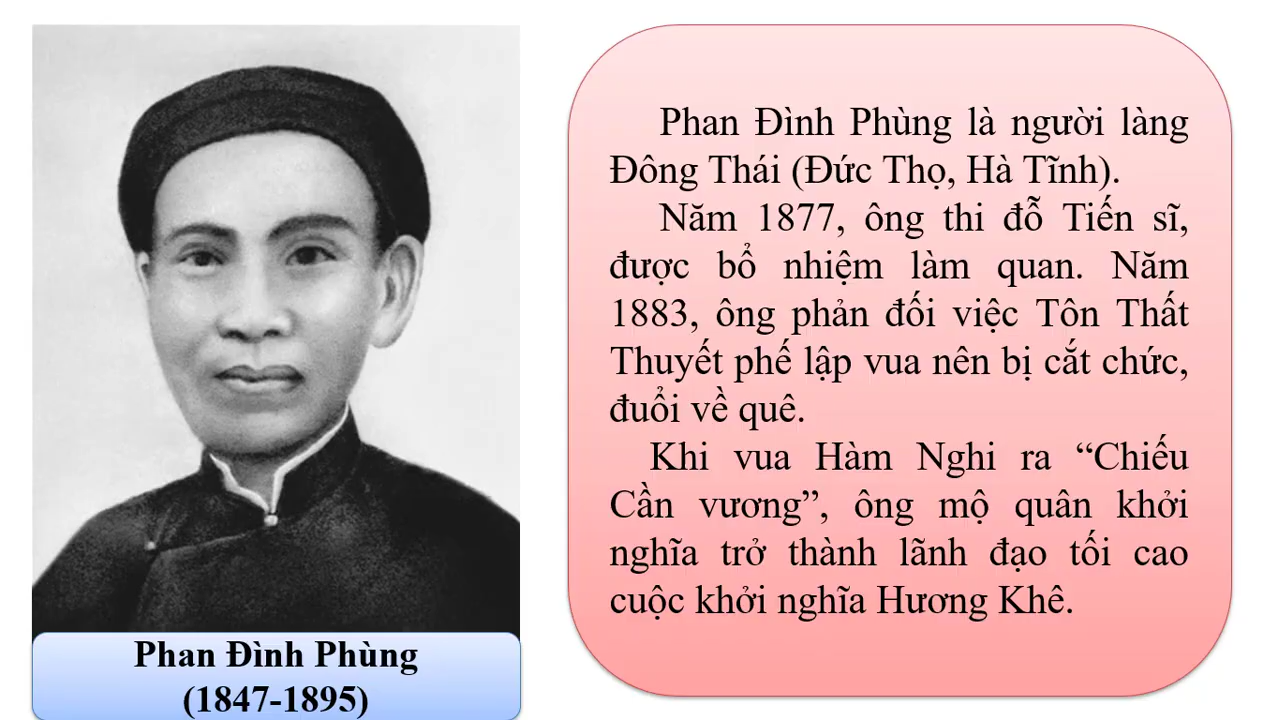 Phan Đình Phùng
(1847-1895)
Phan Đình Phùng là người làng
Đông Thái (Đức Thọ, Hà Tĩnh).
Năm 1877, ông thi đỗ Tiến sĩ,
được bổ nhiệm làm quan. Năm
1883, ông phản đối việc Tôn Thất
Thuyết phế lập vua nên bị cắt chức,
đuổi về quê.
Khi vua Hàm Nghi ra “Chiếu
Cần vương”, ông mộ quân khởi
nghĩa trở thành lãnh đạo tối cao
cuộc khởi nghĩa Hương Khê.